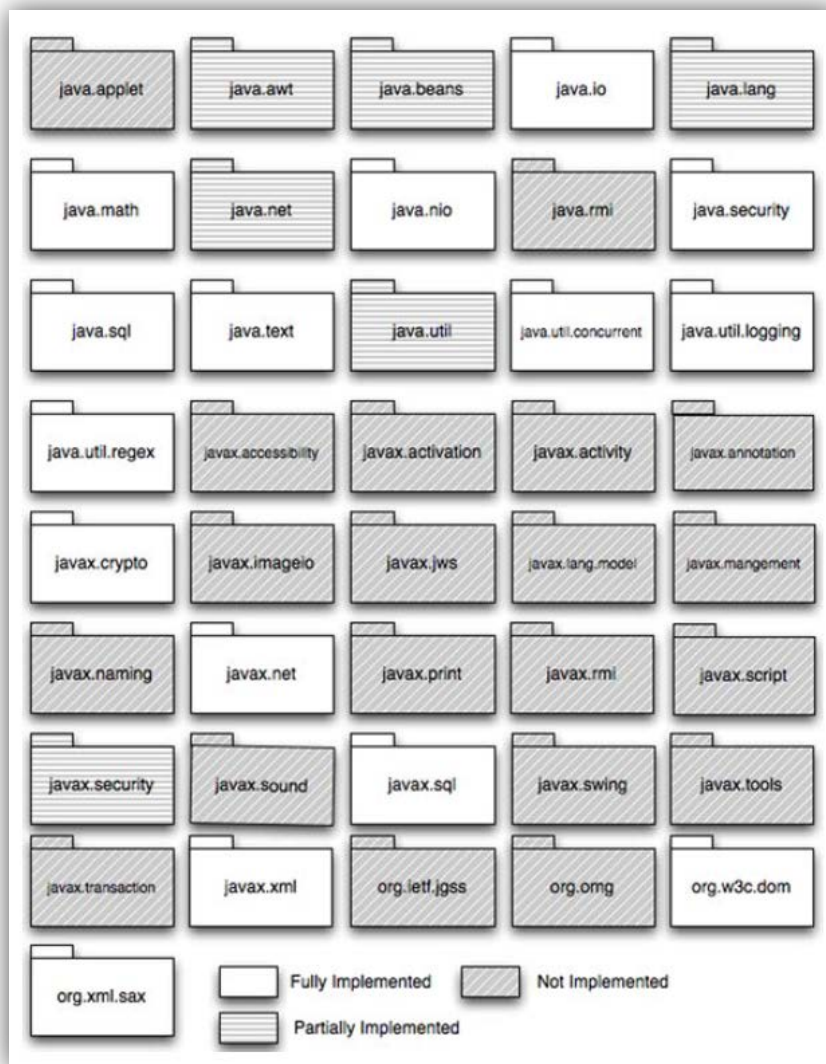 java.applet java.awt java.beans java.io java.lang
java.math java.net java.nio java.rmi java.security
java.sql java.text java.util java.util.concurrent java.util.logging
java.util.regex javax.accessibility javax.activation javax.activity javax.annotation
javax.crypto javax.imageio javax.jws javax.lang.model javax.mangement
javax.naming javax.net javax.print javax.rmi javax.script
javax.security javax.sound javax.sql javax.swing javax.tools
javax.transaction javax.xml org.ietf.jgss org.omg org.w3c.dom
org.xml.sax Fully Implemented Not Implemented
Partially Implemented